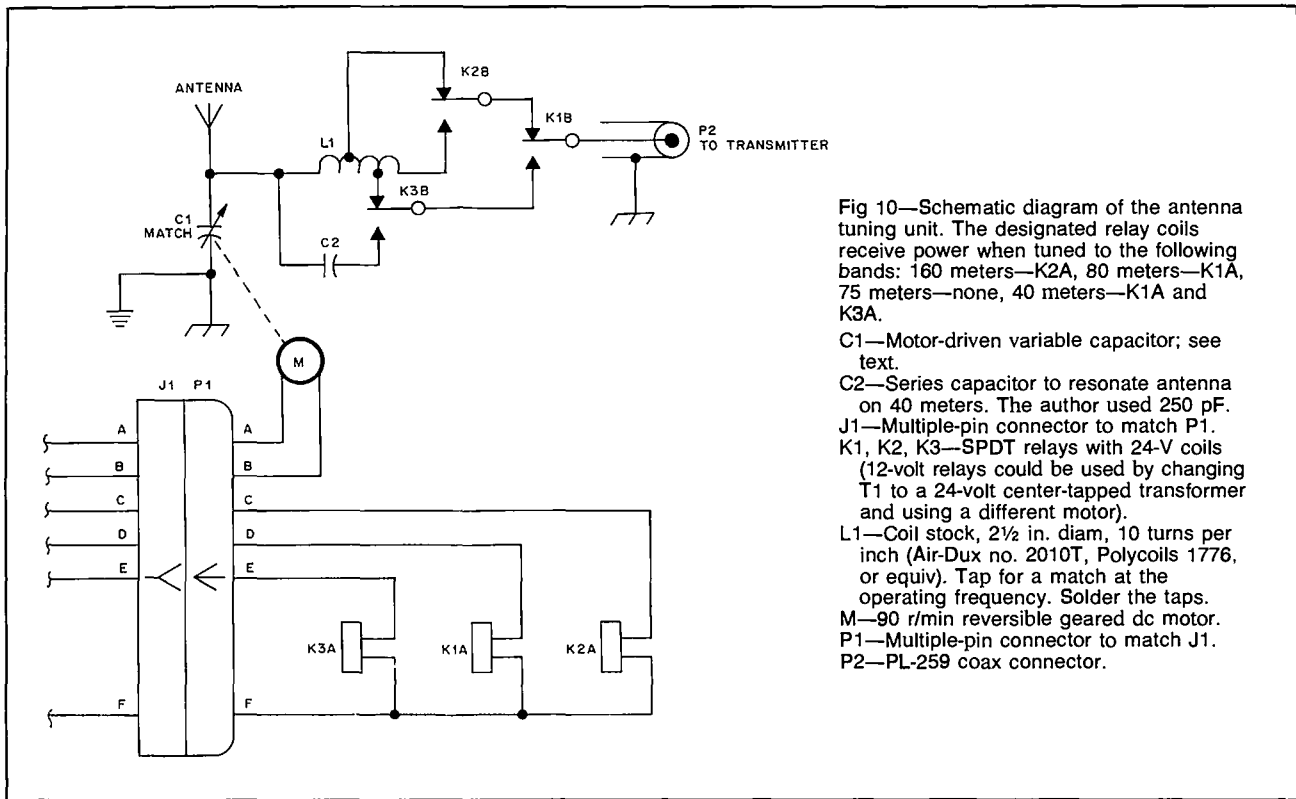 ANTENNA
K2B
K1B
L1
P2
TO TRANSMITTER
K3B
C1
MATCH
C2
M
J1 P1
A A
B B
C C
D D
E E
K3A K1A K2A
F F
Fig 10—Schematic diagram of the antenna
tuning unit. The designated relay coils
receive power when tuned to the following
bands: 160 meters—K2A, 80 meters—K1A,
75 meters—none, 40 meters—K1A and
K3A.
C1—Motor-driven variable capacitor; see
text.
C2—Series capacitor to resonate antenna
on 40 meters. The author used 250 pF.
J1—Multiple-pin connector to match P1.
K1, K2, K3—SPDT relays with 24-V coils
(12-volt relays could be used by changing
T1 to a 24-volt center-tapped transformer
and using a different motor).
L1—Coil stock, 2½ in. diam, 10 turns per
inch (Air-Dux no. 2010T, Polycoils 1776,
or equiv). Tap for a match at the
operating frequency. Solder the taps.
M—90 r/min reversible geared dc motor.
P1—Multiple-pin connector to match J1.
P2—PL-259 coax connector.